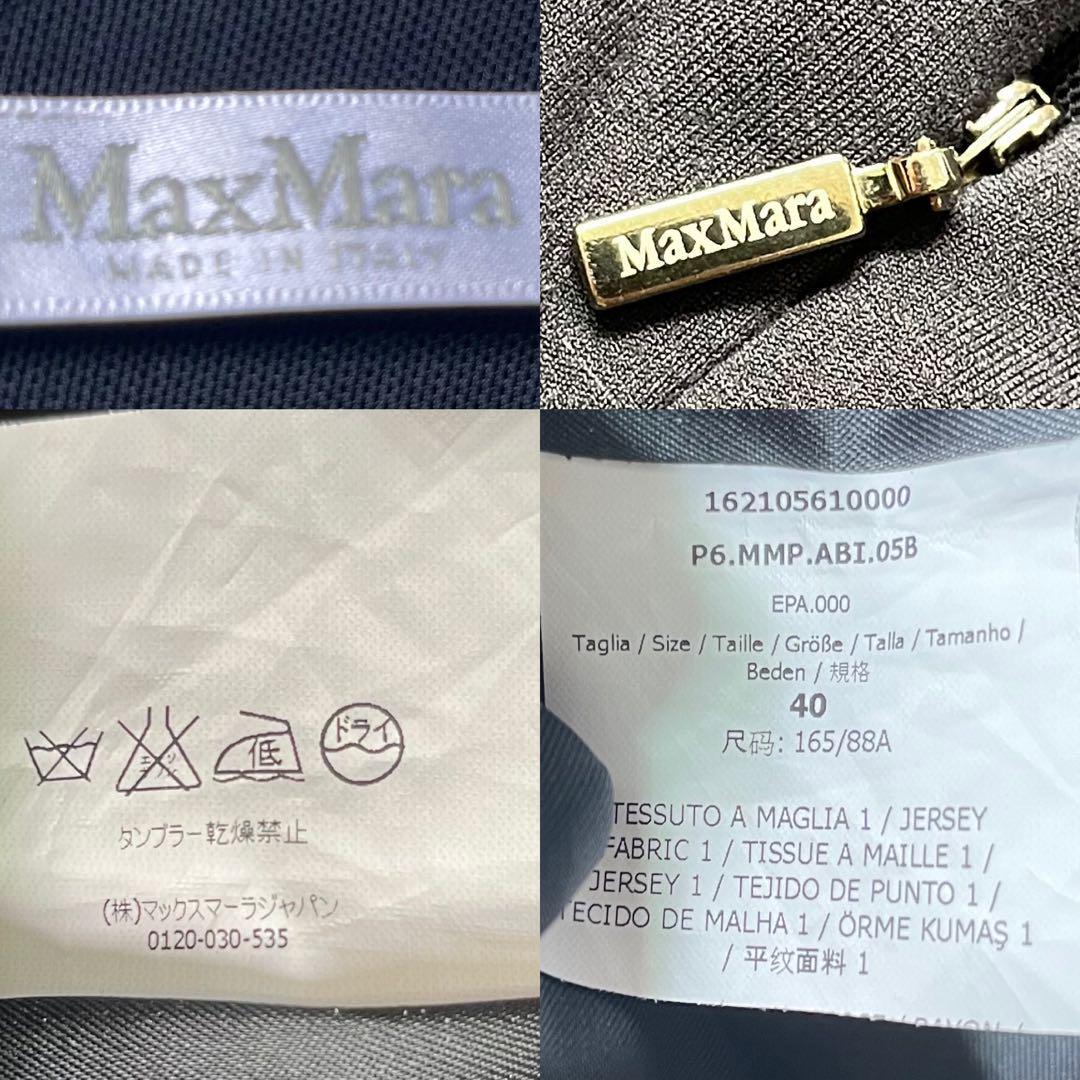 MaxMara
MADE IN ITALY
MaxMara
エンソ
低
ドライ
タンブラー乾燥禁止
(株)マックスマーラジャパン
0120-030-535
162105610000
P6.MMP.ABI.05B
EPA.000
Taglia / Size / Taille / Größe / Talla / Tamanho /
Beden / 規格
40
尺码: 165/88A
TESSUTO A MAGLIA 1 / JERSEY
FABRIC 1 / TISSUE A MAILLE 1 /
JERSEY 1 / TEJIDO DE PUNTO 1 /
TECIDO DE MALHA 1 / ÖRME KUMAŞ 1
/ 平纹面料 1